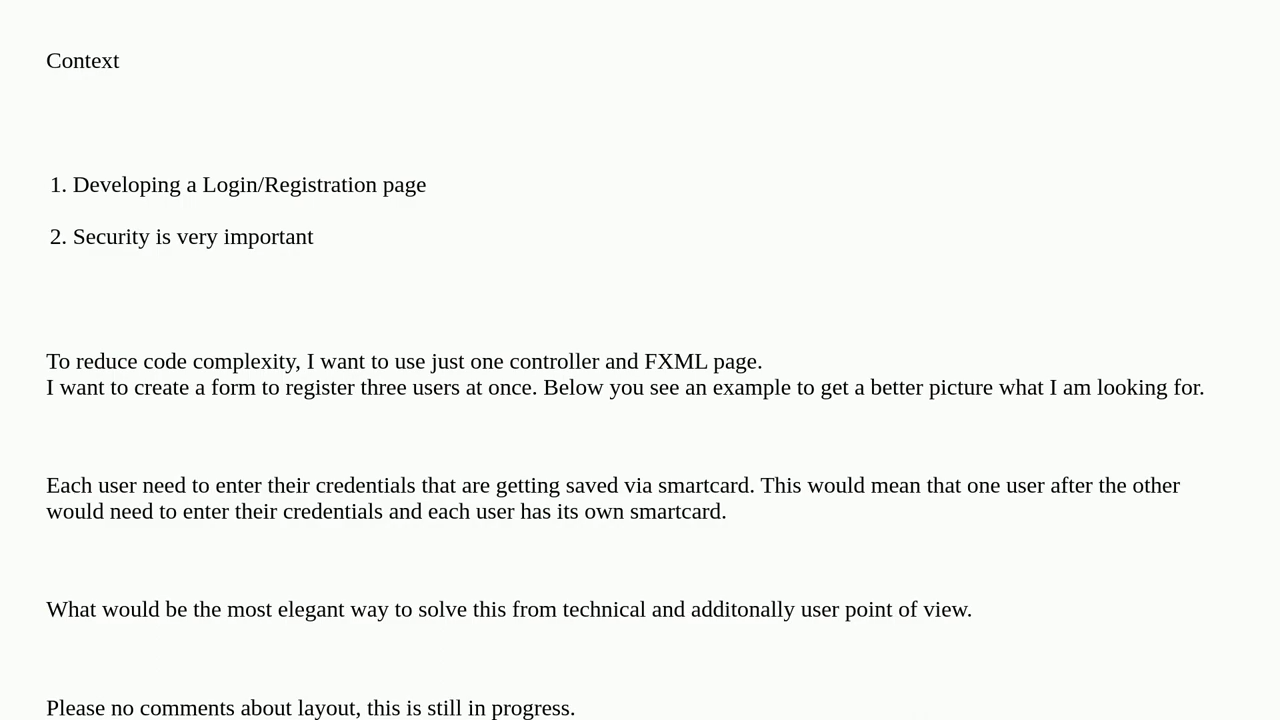 Context
1. Developing a Login/Registration page
2. Security is very important
To reduce code complexity, I want to use just one controller and FXML page.
I want to create a form to register three users at once. Below you see an example to get a better picture what I am looking for.
Each user need to enter their credentials that are getting saved via smartcard. This would mean that one user after the other
would need to enter their credentials and each user has its own smartcard.
What would be the most elegant way to solve this from technical and additonally user point of view.
Please no comments about layout, this is still in progress.